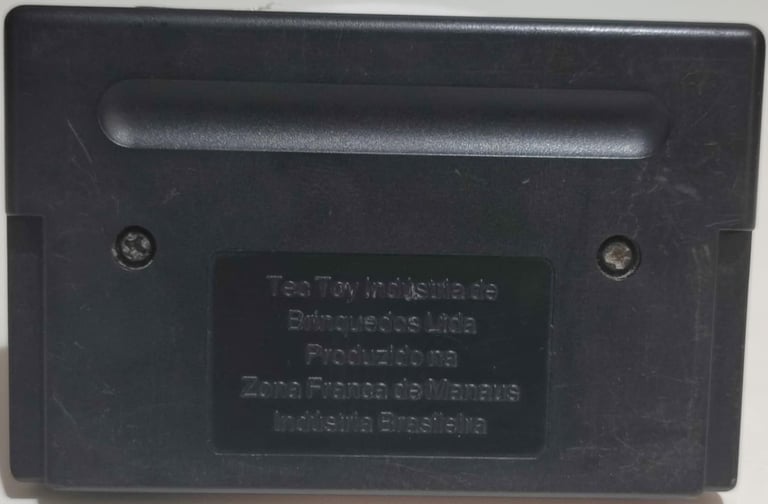 Tec Toy Indústria de
Brinquedos Ltda
Produzido na
Zona Franca de Manaus
Indústria Brasileira